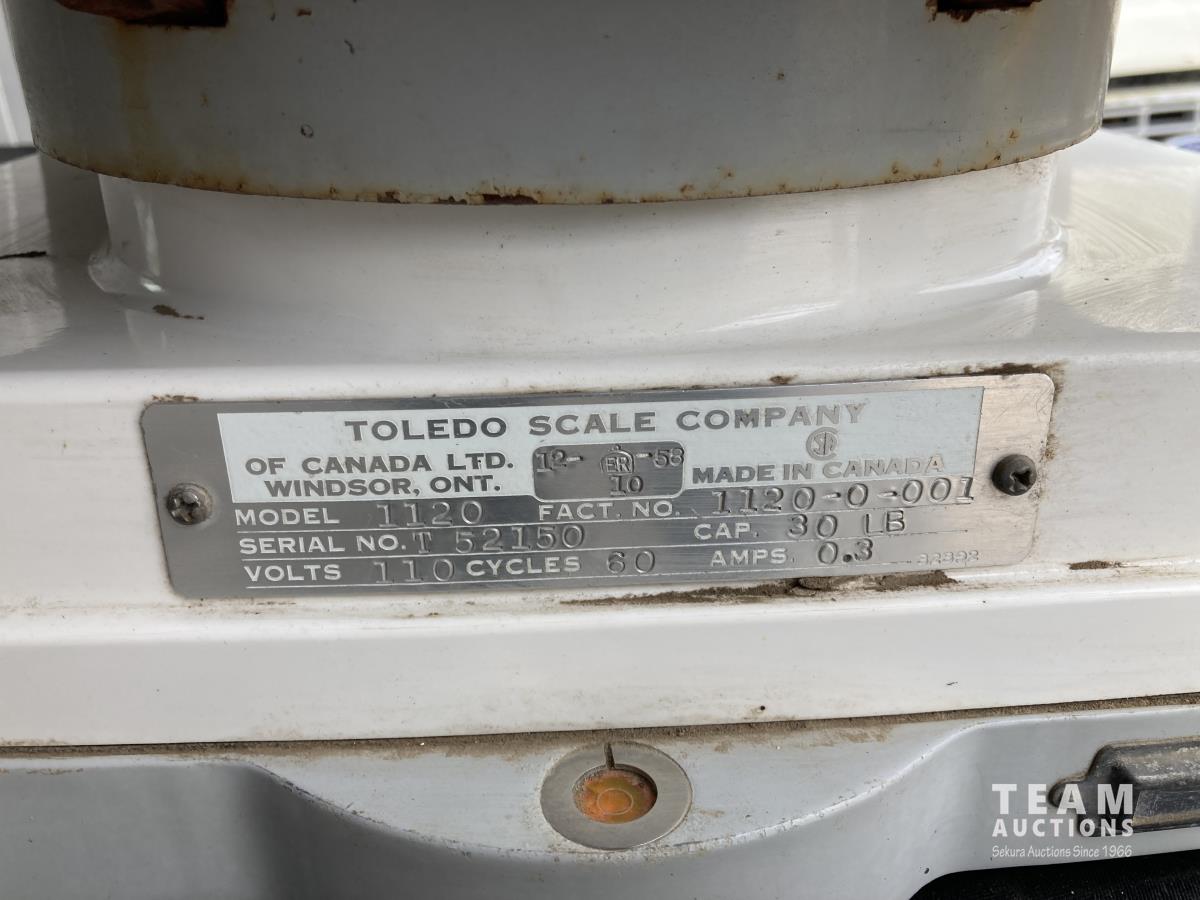 TOLEDO SCALE COMPANY
OF CANADA LTD. 12- ER -58 MADE IN CANADA
WINDSOR, ONT. 10
MODEL 1120 FACT. NO. 1120-0-001
SERIAL NO. T 52150 CAP. 30 LB
VOLTS 110 CYCLES 60 AMPS. 0.3
TEAM
AUCTIONS
Sekura Auctions Since 1966